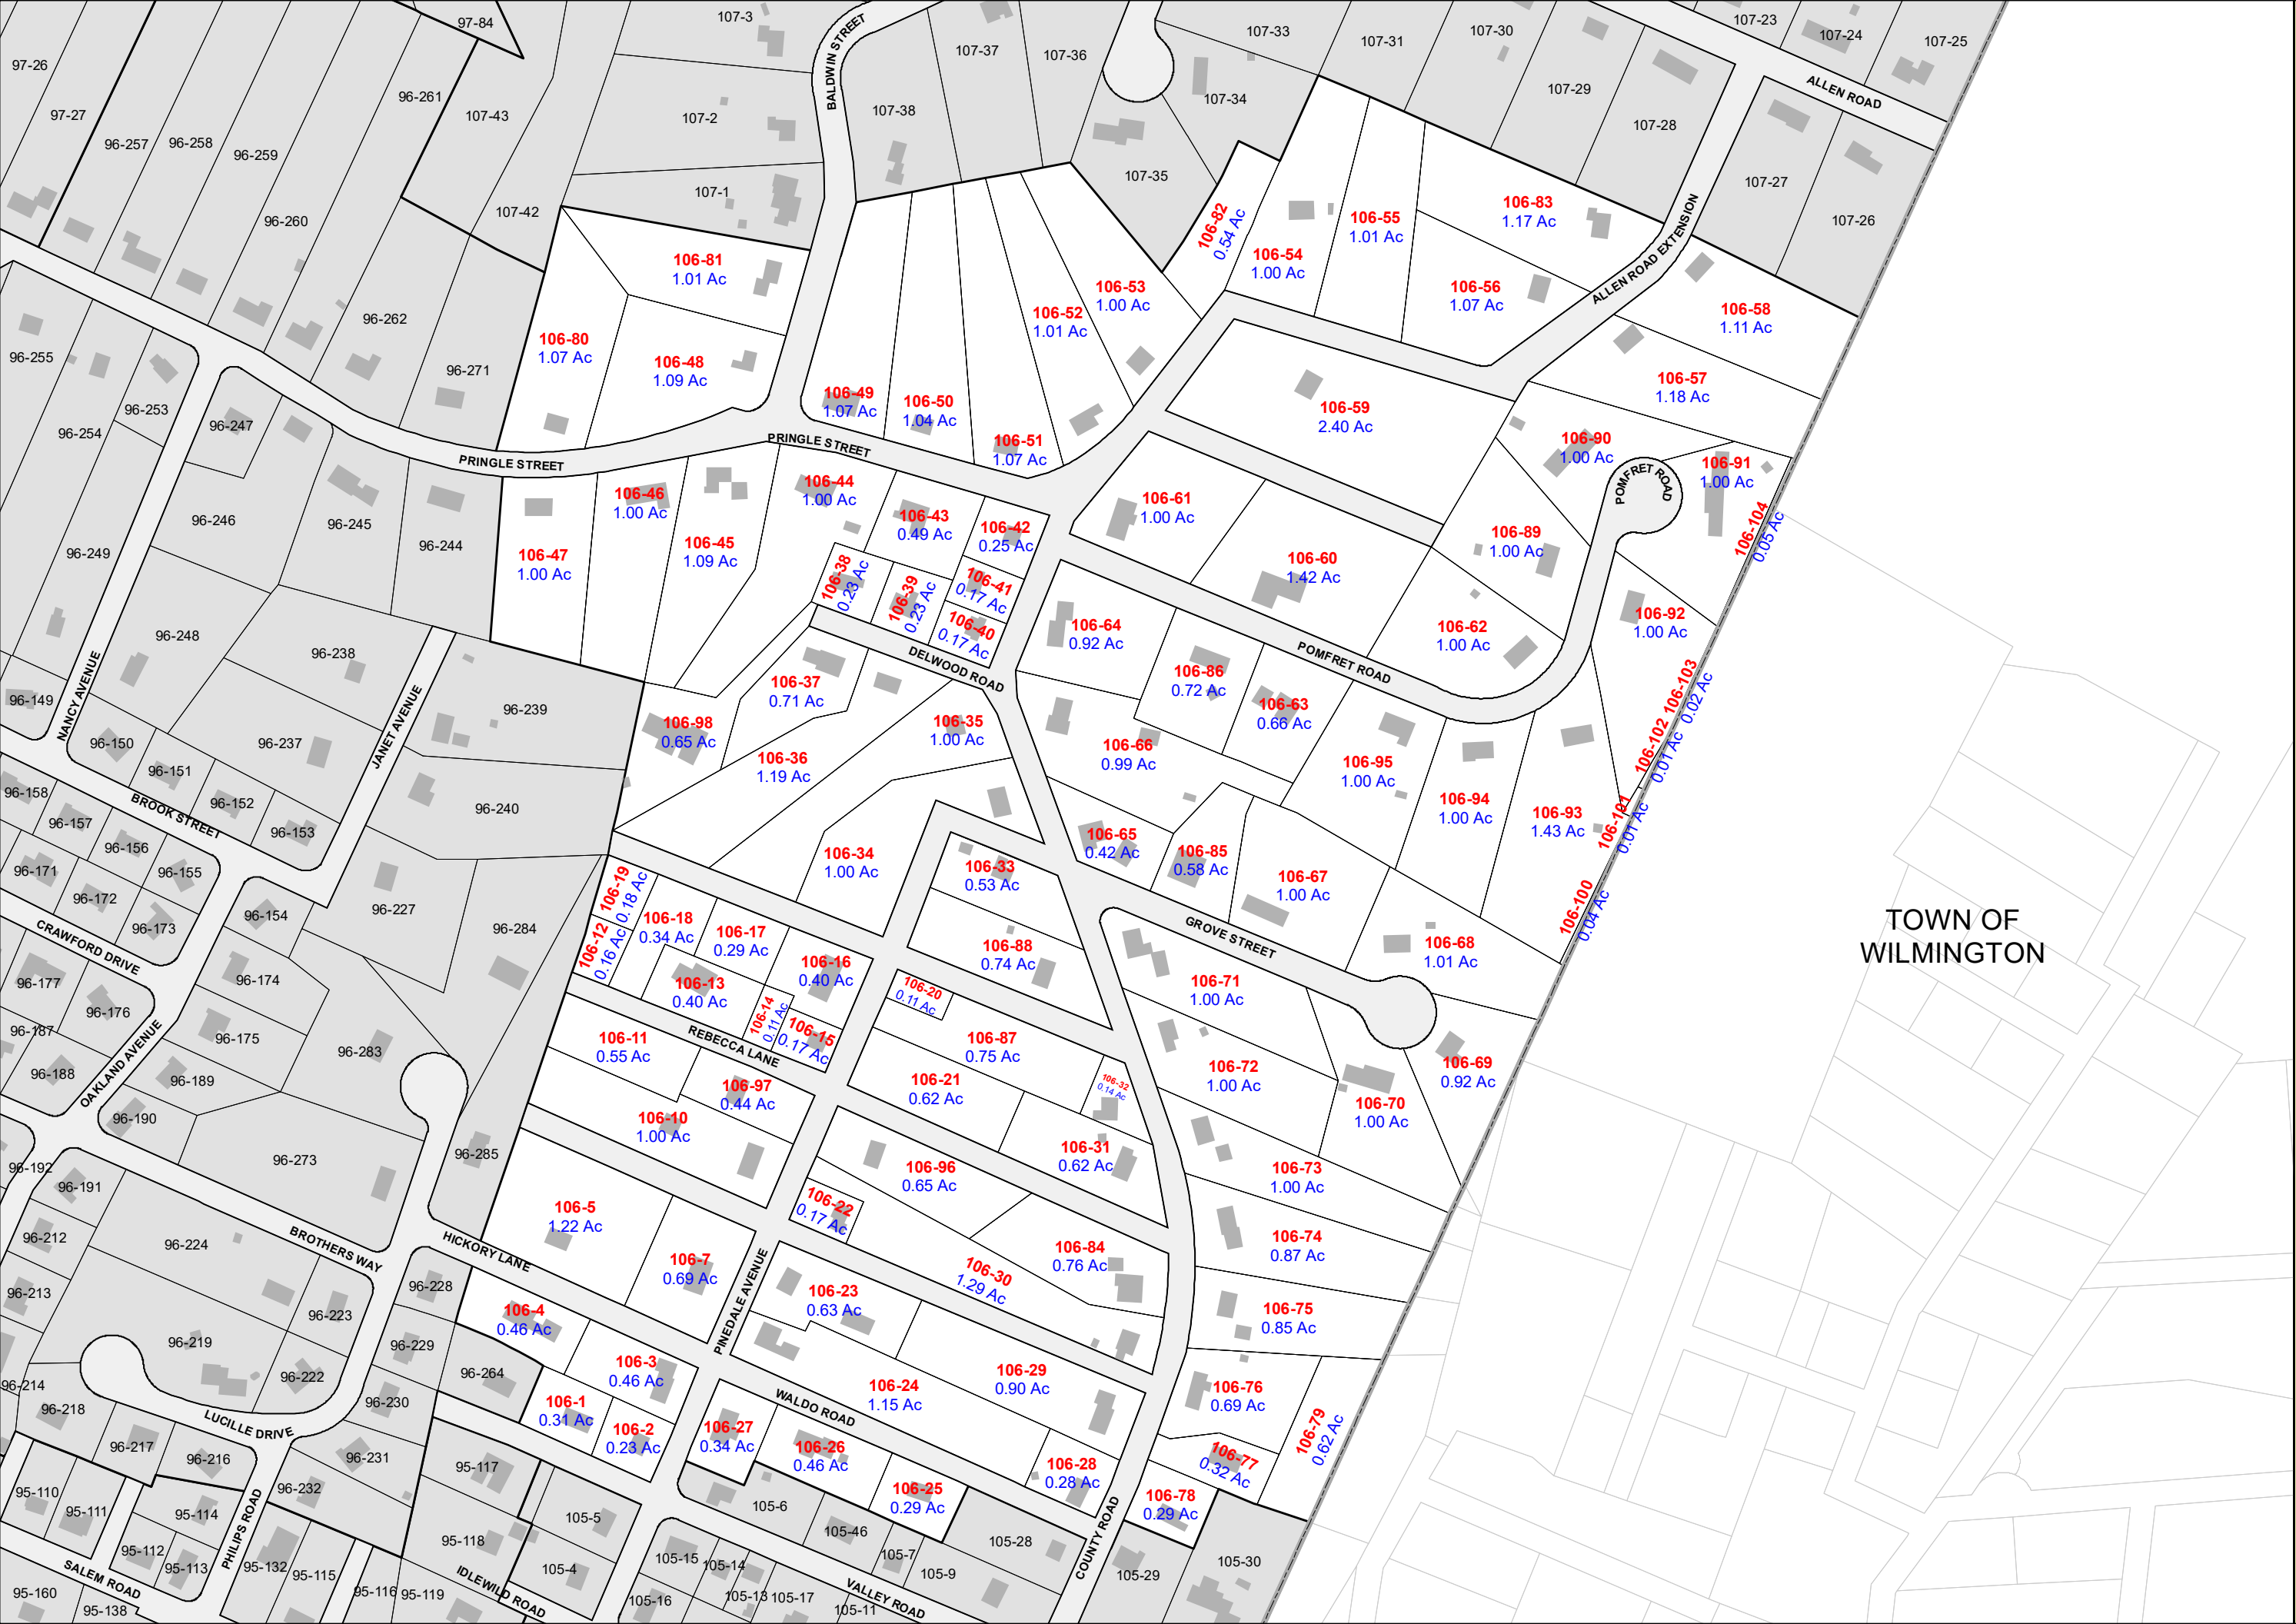 97-84
107-3
BALDWIN STREET
107-37
107-36
107-33
107-31
107-30
107-23
107-24
107-25
97-26
97-27
96-261
107-43
107-2
107-38
107-34
107-29
107-28
ALLEN ROAD
96-257
96-258
96-259
96-260
107-42
107-1
107-35
107-27
107-26
106-82
0.54 Ac
106-54
1.00 Ac
106-55
1.01 Ac
106-83
1.17 Ac
ALLEN ROAD EXTENSION
106-81
1.01 Ac
106-53
1.00 Ac
106-52
1.01 Ac
106-56
1.07 Ac
106-58
1.11 Ac
96-262
96-255
106-80
1.07 Ac
106-48
1.09 Ac
96-271
106-57
1.18 Ac
96-253
96-254
96-247
106-49
1.07 Ac
106-50
1.04 Ac
106-51
1.07 Ac
106-59
2.40 Ac
106-90
1.00 Ac
PRINGLE STREET
PRINGLE STREET
POMFRET ROAD
106-91
1.00 Ac
106-104
0.05 Ac
96-246
96-245
96-244
96-249
106-47
1.00 Ac
106-46
1.00 Ac
106-45
1.09 Ac
106-44
1.00 Ac
106-43
0.49 Ac
106-42
0.25 Ac
106-61
1.00 Ac
106-60
1.42 Ac
106-89
1.00 Ac
106-38
0.23 Ac
106-39
0.23 Ac
106-41
0.17 Ac
106-40
0.17 Ac
DELWOOD ROAD
106-64
0.92 Ac
POMFRET ROAD
106-62
1.00 Ac
106-92
1.00 Ac
96-248
96-238
NANCY AVENUE
96-149
JANET AVENUE
96-239
106-37
0.71 Ac
106-86
0.72 Ac
106-63
0.66 Ac
106-103
0.02 Ac
106-102
0.01 Ac
96-150
96-237
106-98
0.65 Ac
106-36
1.19 Ac
106-35
1.00 Ac
106-66
0.99 Ac
106-95
1.00 Ac
106-94
1.00 Ac
106-93
1.43 Ac
106-101
0.01 Ac
96-151
96-152
96-153
96-158
96-157
96-156
96-155
BROOK STREET
96-240
106-65
0.42 Ac
106-85
0.58 Ac
106-67
1.00 Ac
106-34
1.00 Ac
106-33
0.53 Ac
96-171
96-172
96-173
96-154
96-227
96-284
106-19
0.18 Ac
106-12
0.16 Ac
106-18
0.34 Ac
106-17
0.29 Ac
106-16
0.40 Ac
106-88
0.74 Ac
GROVE STREET
106-68
1.01 Ac
106-100
0.04 Ac
TOWN OF
WILMINGTON
CRAWFORD DRIVE
96-177
96-176
96-174
96-175
106-13
0.40 Ac
106-14
0.11 Ac
106-15
0.17 Ac
106-20
0.11 Ac
106-71
1.00 Ac
96-187
96-188
OAKLAND AVENUE
96-189
96-190
96-283
REBECCA LANE
106-11
0.55 Ac
106-97
0.44 Ac
106-10
1.00 Ac
106-87
0.75 Ac
106-21
0.62 Ac
106-32
0.14 Ac
106-72
1.00 Ac
106-70
1.00 Ac
106-69
0.92 Ac
96-192
96-191
96-273
96-285
106-96
0.65 Ac
106-31
0.62 Ac
106-73
1.00 Ac
96-212
96-224
BROTHERS WAY
HICKORY LANE
106-5
1.22 Ac
106-7
0.69 Ac
106-22
0.17 Ac
106-84
0.76 Ac
106-30
1.29 Ac
106-74
0.87 Ac
96-213
96-223
96-228
106-4
0.46 Ac
PINEDALE AVENUE
106-23
0.63 Ac
106-75
0.85 Ac
96-219
96-222
96-229
96-264
106-3
0.46 Ac
106-29
0.90 Ac
106-24
1.15 Ac
106-76
0.69 Ac
96-214
96-218
LUCILLE DRIVE
96-230
106-1
0.31 Ac
106-2
0.23 Ac
WALDO ROAD
106-27
0.34 Ac
106-26
0.46 Ac
106-79
0.62 Ac
106-77
0.32 Ac
96-217
96-216
96-231
96-232
95-117
106-28
0.28 Ac
106-25
0.29 Ac
106-78
0.29 Ac
95-110
95-111
95-114
PHILIPS ROAD
95-118
105-5
105-6
105-46
105-28
COUNTY ROAD
95-112
95-113
95-132
95-115
105-4
105-15
105-14
105-7
105-9
105-29
105-30
SALEM ROAD
95-160
95-138
95-116
95-119
IDLEWILD ROAD
105-16
105-13
105-17
105-11
VALLEY ROAD